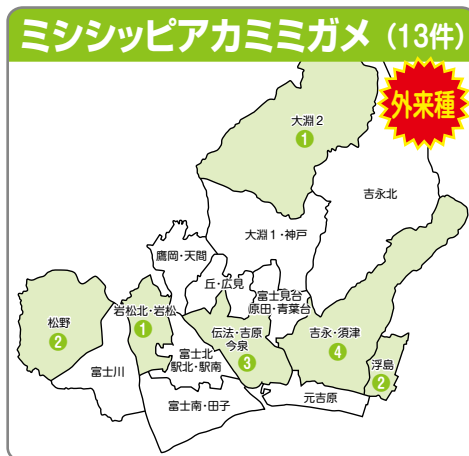 ミシシッピアカミミガメ（13件）
外来種
大淵2
1
吉永北
大淵1・神戸
鷹岡・天間
丘・広見
富士見台
原田・青葉台
岩松北・岩松
1
松野
2
伝法・吉原
今泉
3
吉永・須津
4
浮島
2
富士川
富士北
駅北・駅南
元吉原
富士南・田子